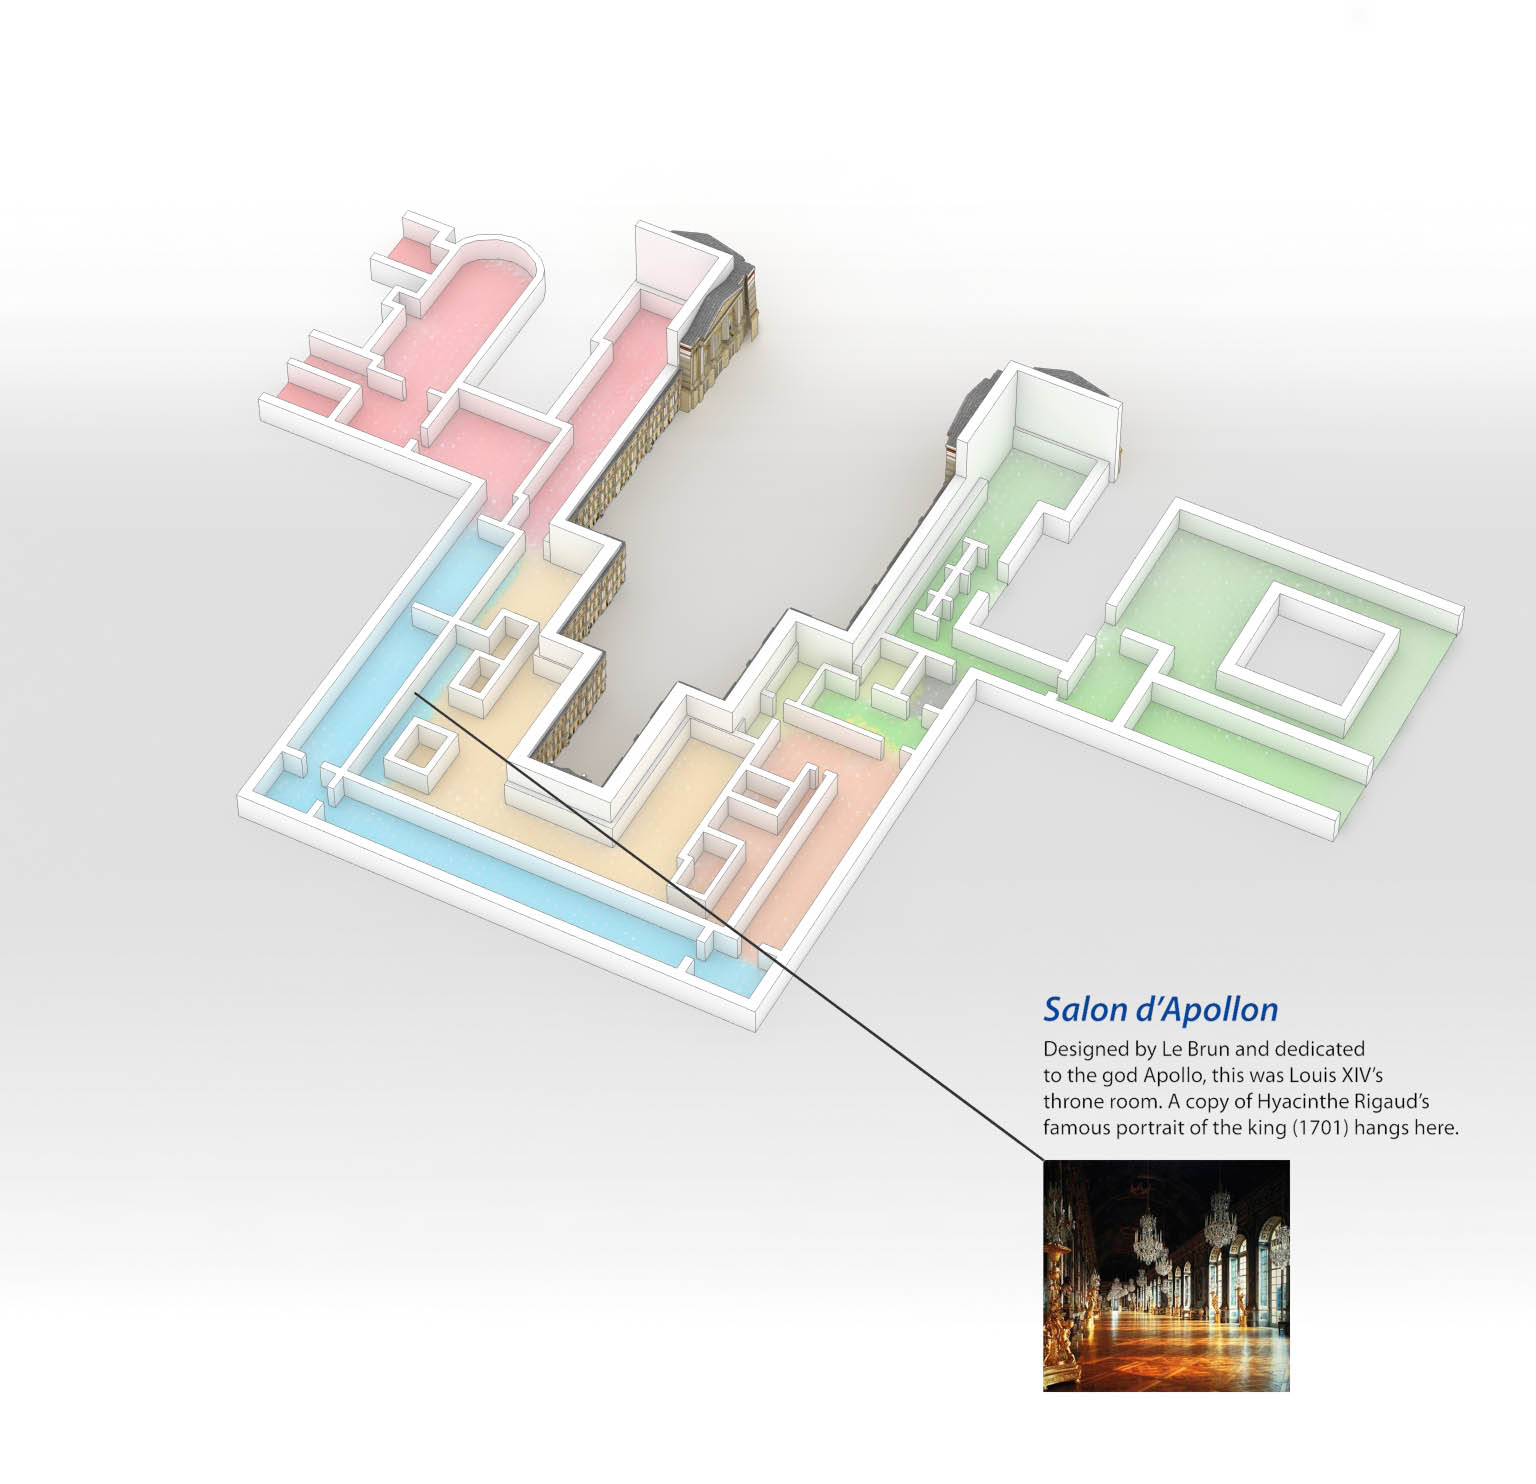 Salon d’Apollon
Designed by Le Brun and dedicated
to the god Apollo, this was Louis XIV’s
throne room. A copy of Hyacinthe Rigaud’s
famous portrait of the king (1701) hangs here.